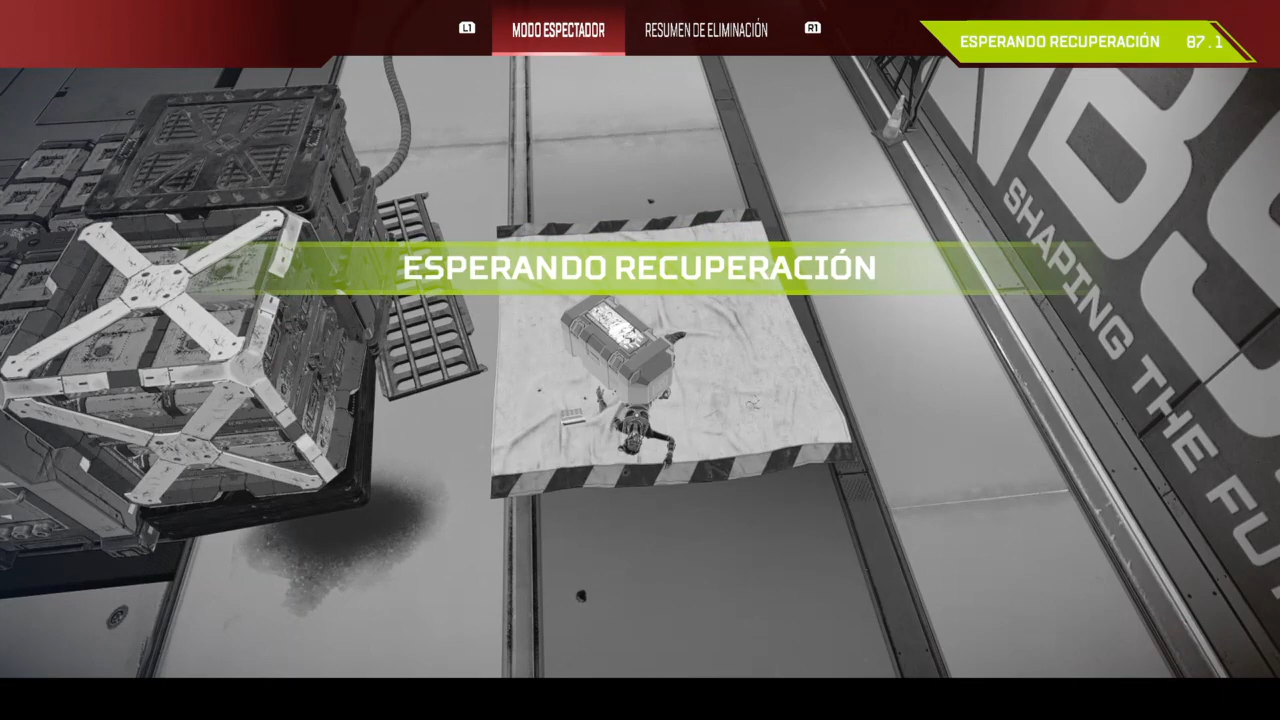 L1
MODO ESPECTADOR
RESUMEN DE ELIMINACIÓN
R1
ESPERANDO RECUPERACIÓN 87.1
ESPERANDO RECUPERACIÓN
SHAPING THE FU